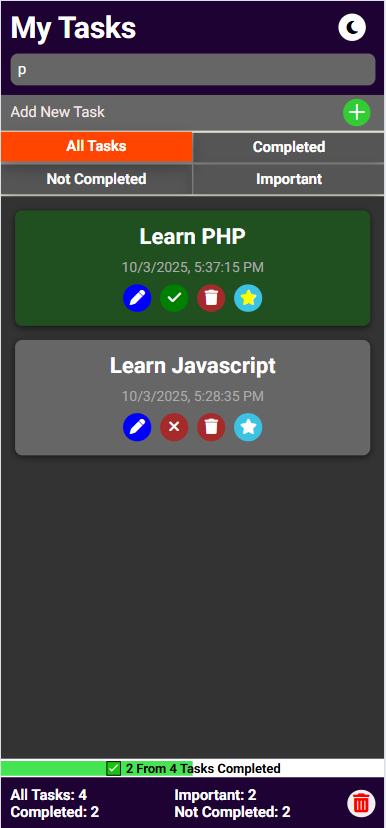 My Tasks
p
Add New Task
All Tasks
Completed
Not Completed
Important
Learn PHP
10/3/2025, 5:37:15 PM
Learn Javascript
10/3/2025, 5:28:35 PM
2 From 4 Tasks Completed
All Tasks: 4
Important: 2
Completed: 2
Not Completed: 2